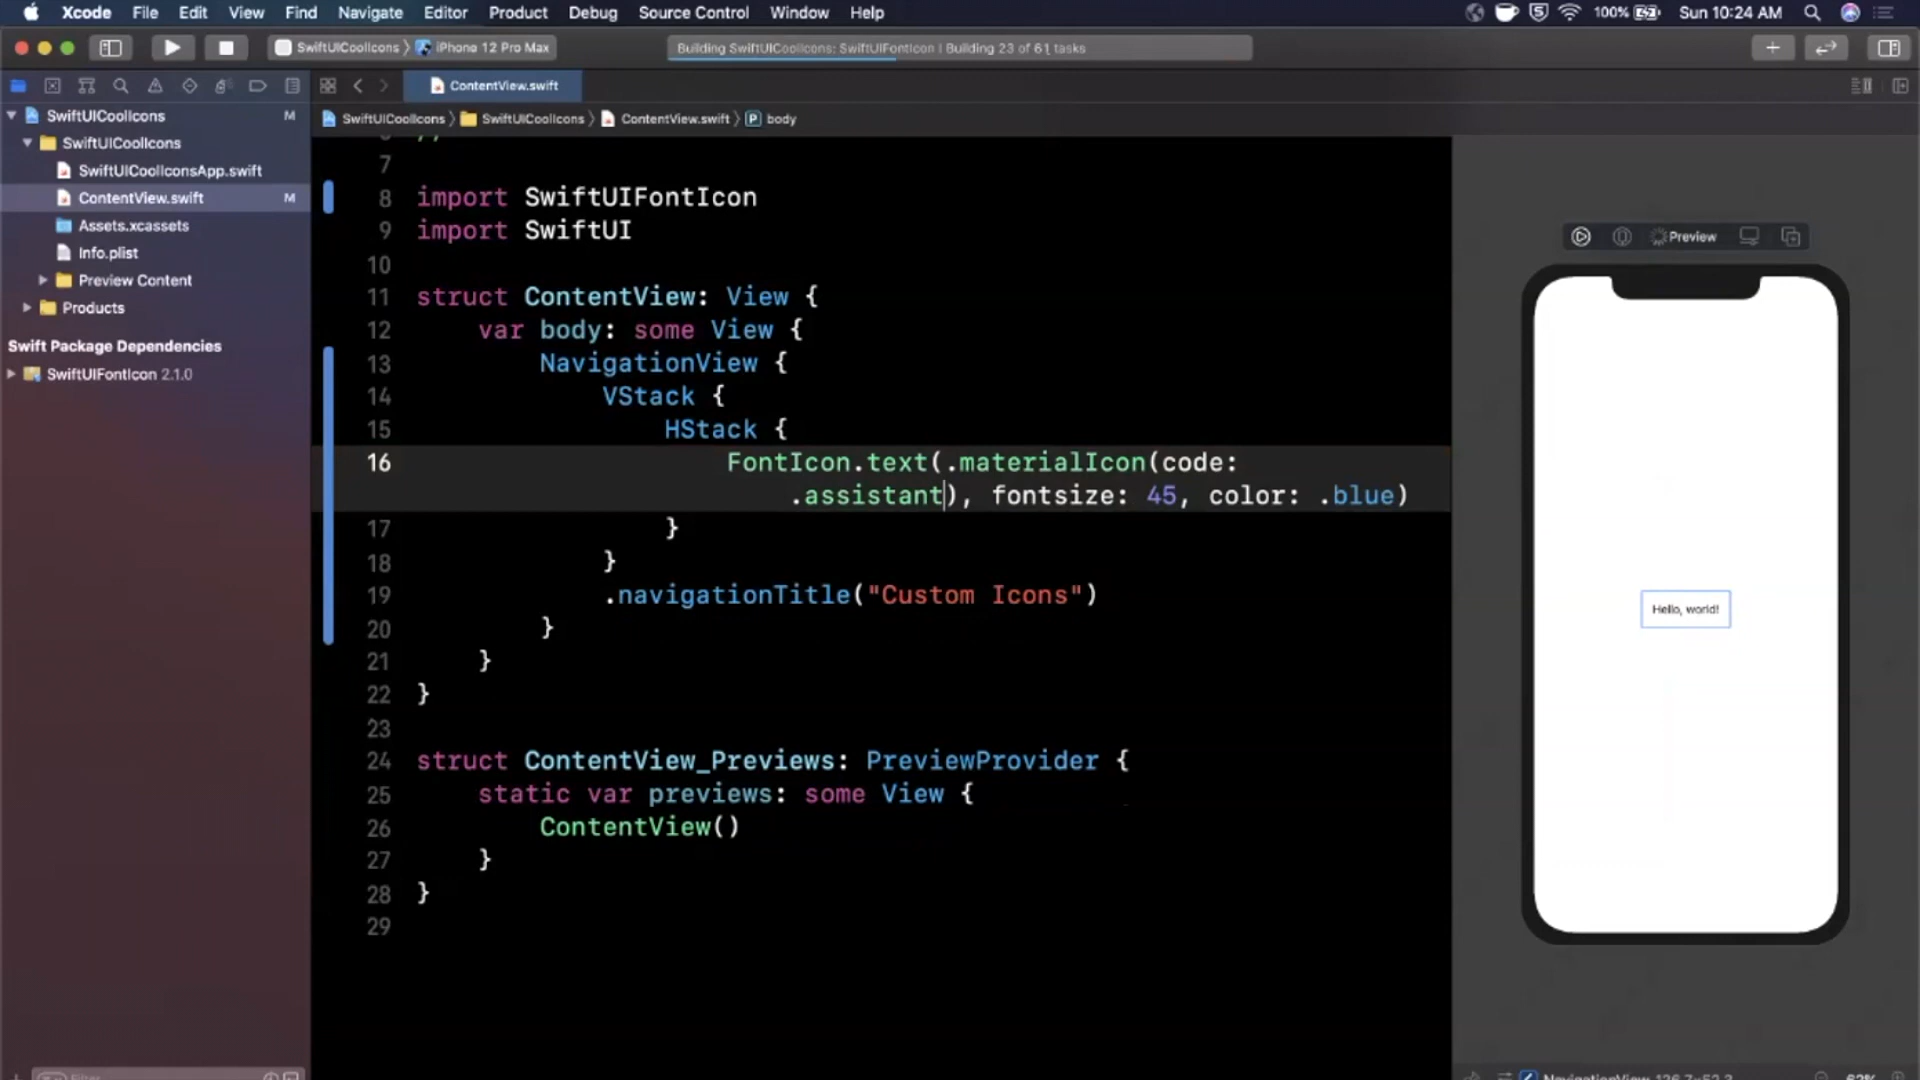 Xcode File Edit View Find Navigate Editor Product Debug Source Control Window Help 100% Sun 10:24 AM
SwiftUICoolIcons iPhone 12 Pro Max Building SwiftUICoolIcons: SwiftUIFontIcon | Building 23 of 61 tasks
ContentView.swift
SwiftUICoolIcons SwiftUICoolIcons ContentView.swift P body
SwiftUICoolIcons M
SwiftUICoolIcons
SwiftUICoolIconsApp.swift
ContentView.swift M
Assets.xcassets
Info.plist
Preview Content
Products
Swift Package Dependencies
SwiftUIFontIcon 2.1.0
7
8 import SwiftUIFontIcon
9 import SwiftUI
10
11 struct ContentView: View {
12 var body: some View {
13 NavigationView {
14 VStack {
15 HStack {
16 FontIcon.text(.materialIcon(code:
.assistant), fontsize: 45, color: .blue)
17 }
18 }
19 .navigationTitle("Custom Icons")
20 }
21 }
22 }
23
24 struct ContentView_Previews: PreviewProvider {
25 static var previews: some View {
26 ContentView()
27 }
28 }
29
Preview
Hello, world!